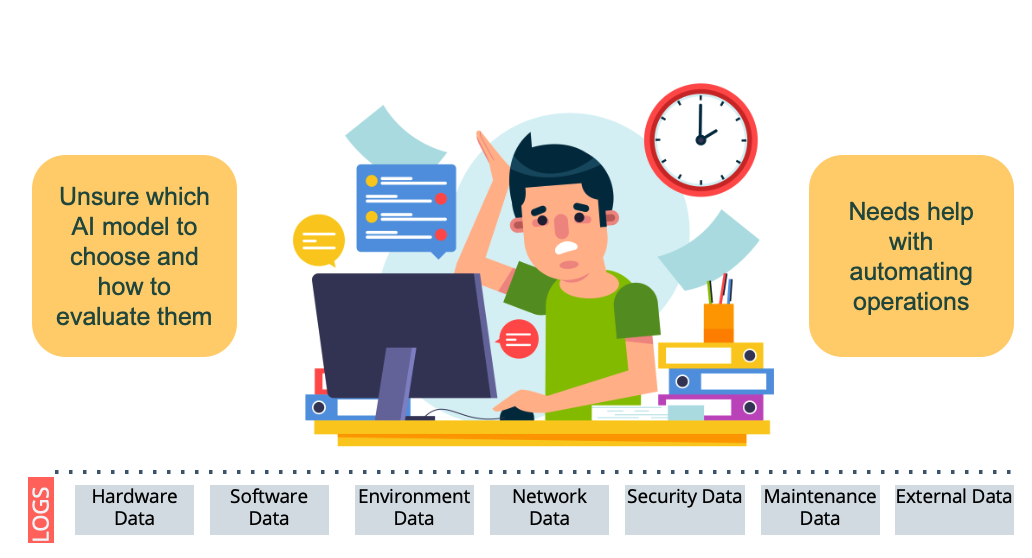 Unsure which
AI model to
choose and
how to
evaluate them
Needs help
with
automating
operations
LOGS
Hardware
Data
Software
Data
Environment
Data
Network
Data
Security Data
Maintenance
Data
External Data